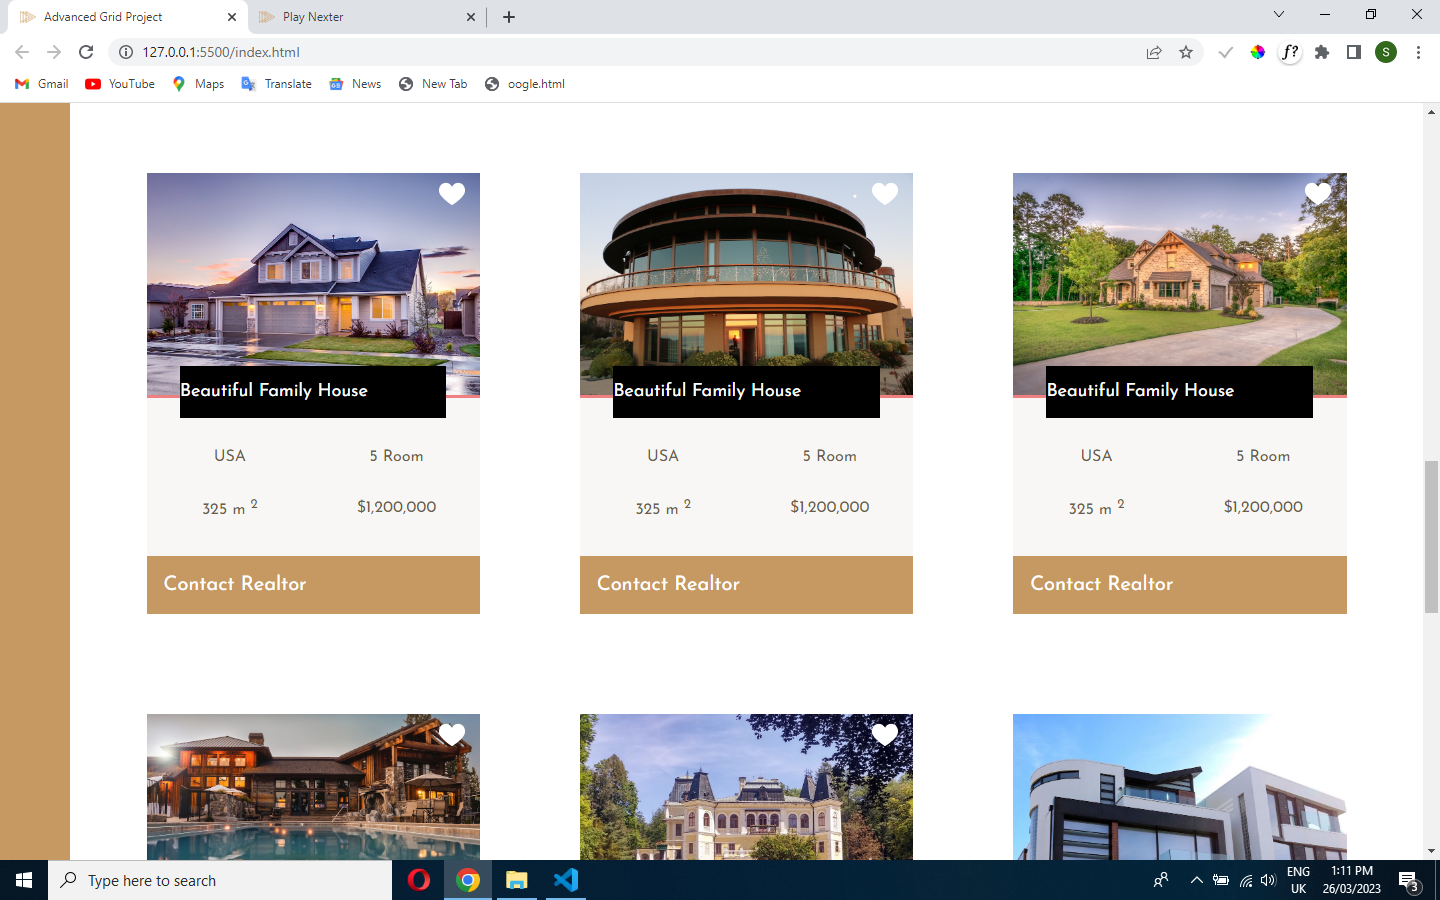 Advanced Grid Project
Play Nexter
127.0.0.1:5500/index.html
f?
S
Gmail
YouTube
Maps
Translate
News
New Tab
oogle.html
Beautiful Family House
Beautiful Family House
Beautiful Family House
USA 5 Room
USA 5 Room
USA 5 Room
325 m 2 $1,200,000
325 m 2 $1,200,000
325 m 2 $1,200,000
Contact Realtor
Contact Realtor
Contact Realtor
Type here to search
ENG
UK
1:11 PM
26/03/2023
3